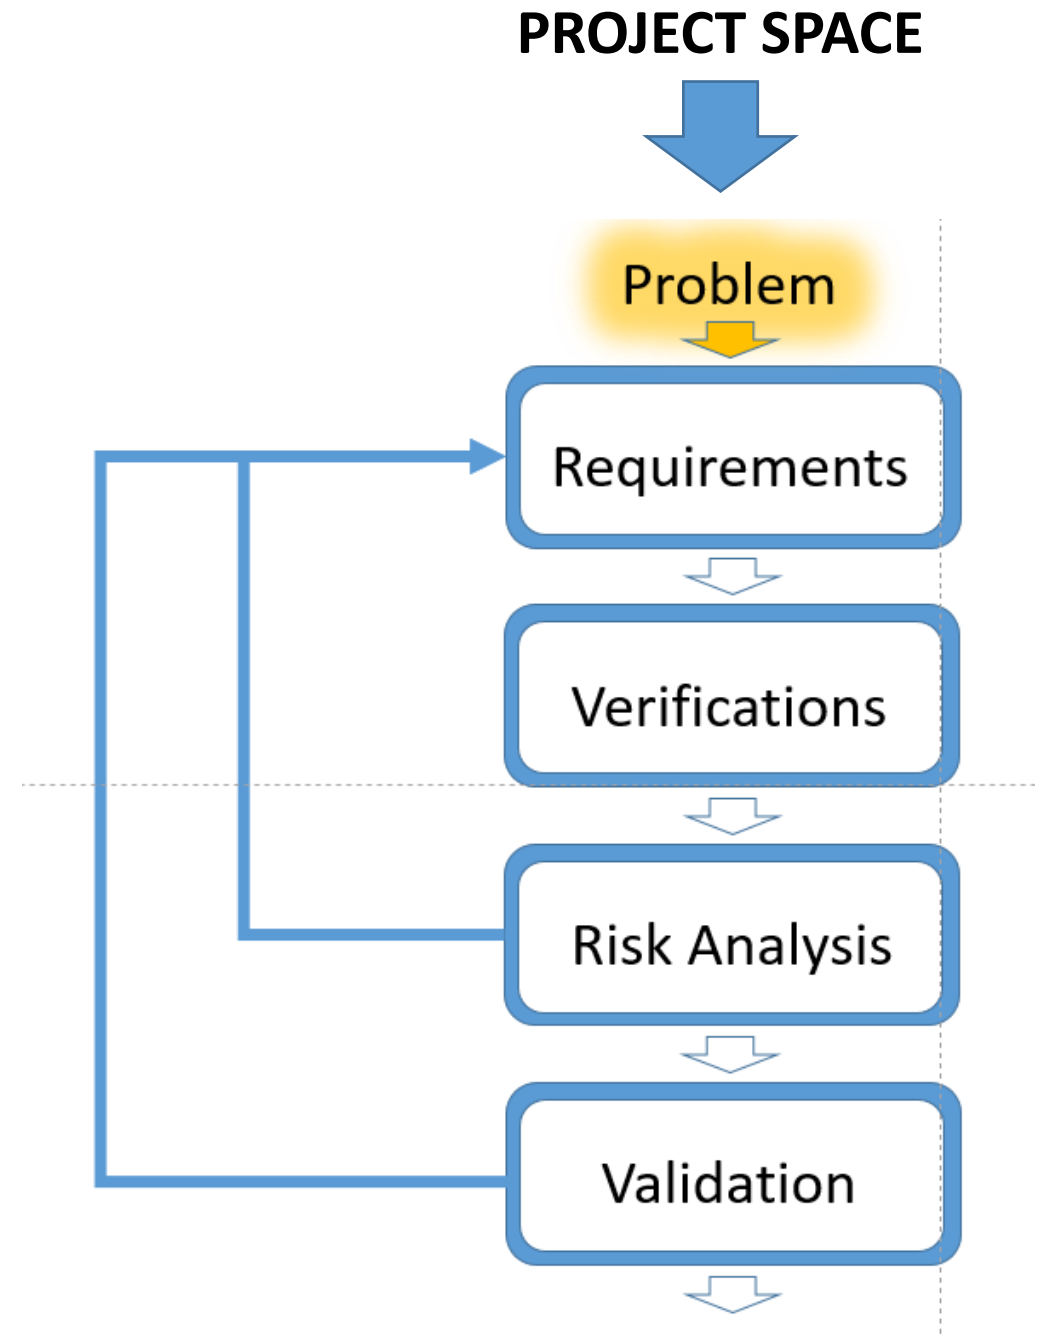 PROJECT SPACE
Problem
Requirements
Verifications
Risk Analysis
Validation